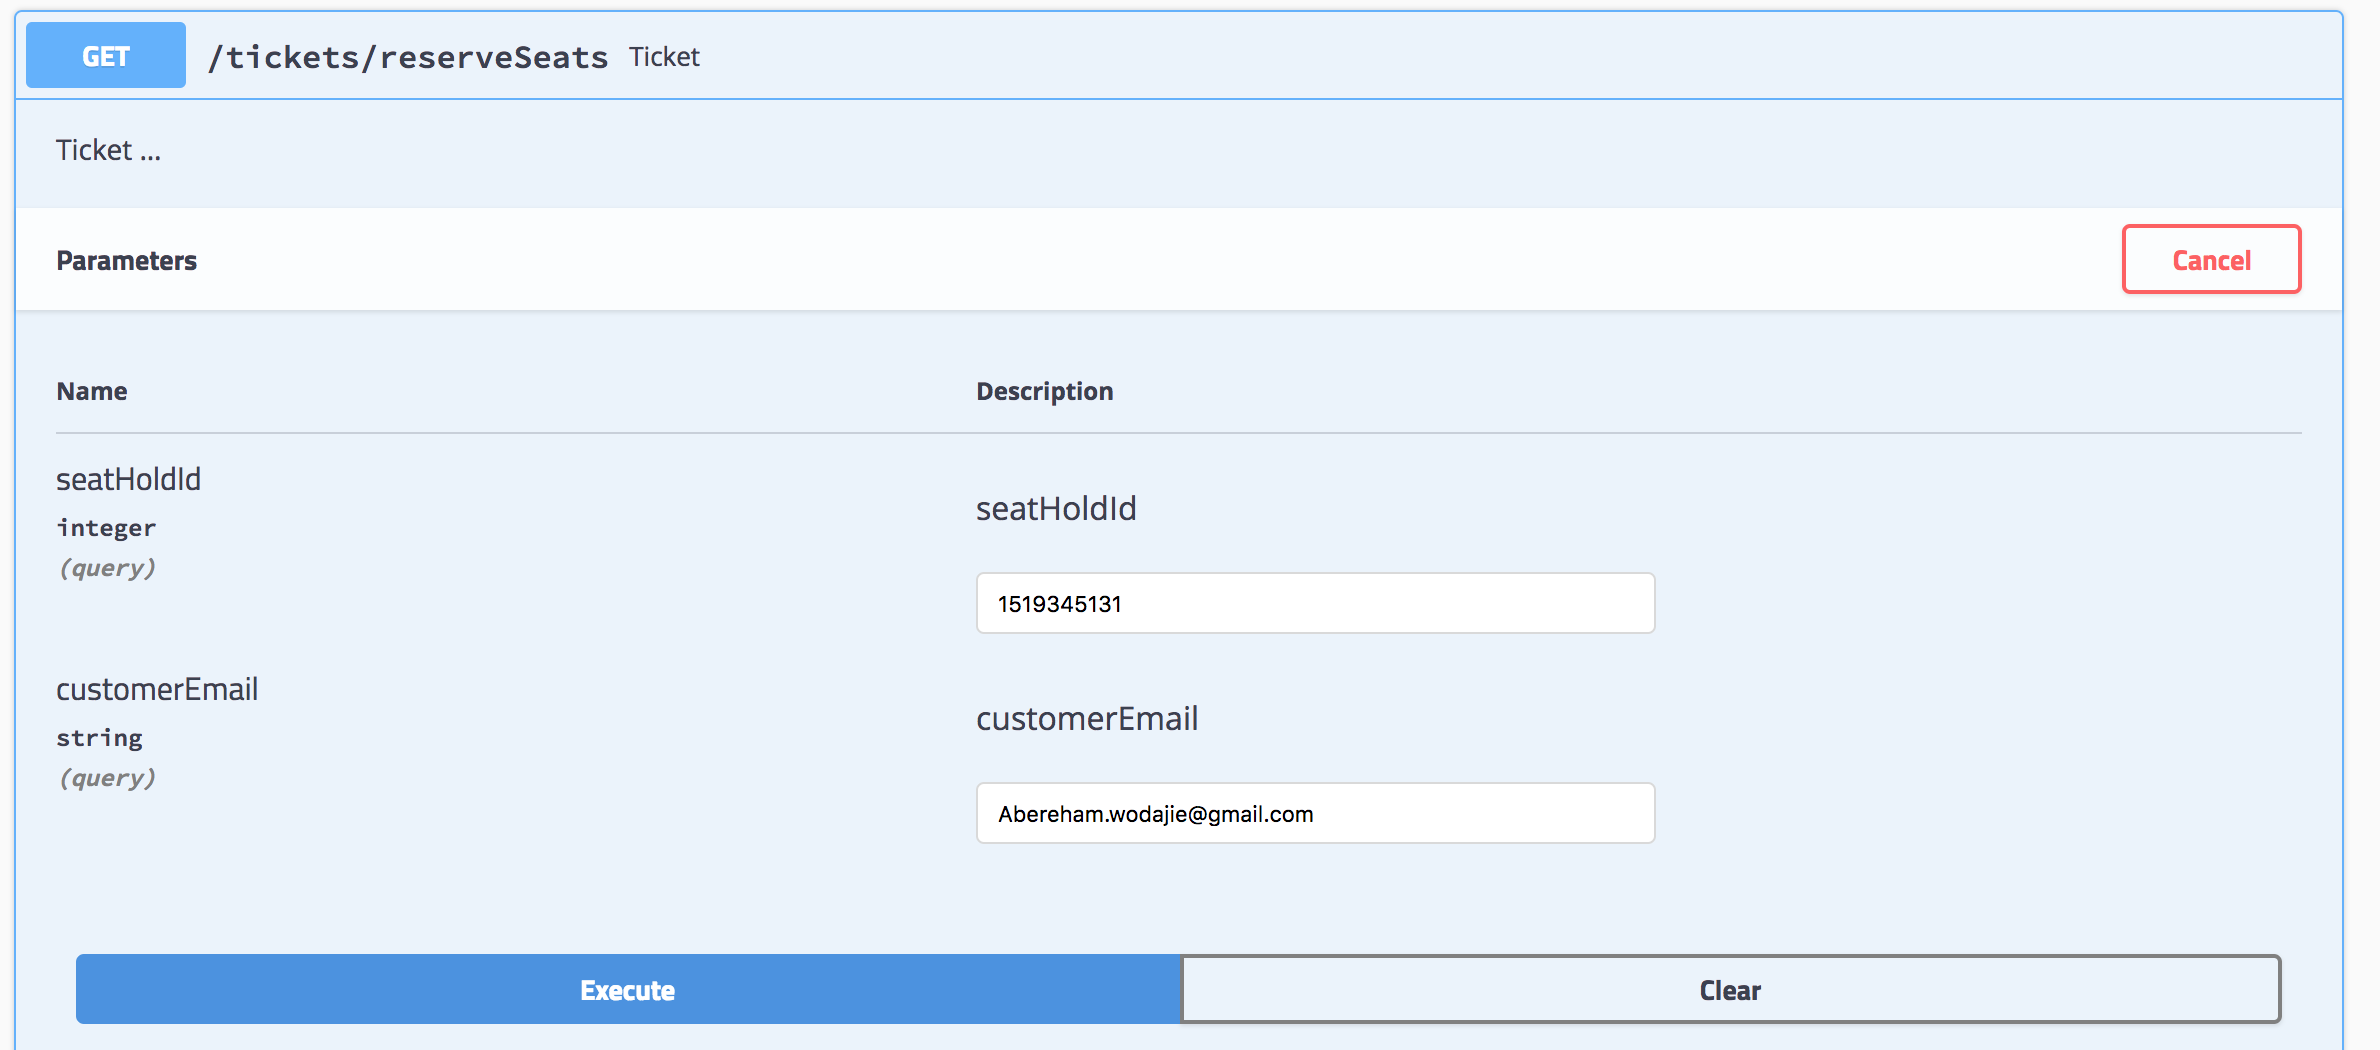 GET /tickets/reserveSeats Ticket
Ticket ...
Parameters Cancel
Name Description
seatHoldId
integer
(query)
seatHoldId
1519345131
customerEmail
string
(query)
customerEmail
Abereham.wodajie@gmail.com
Execute Clear